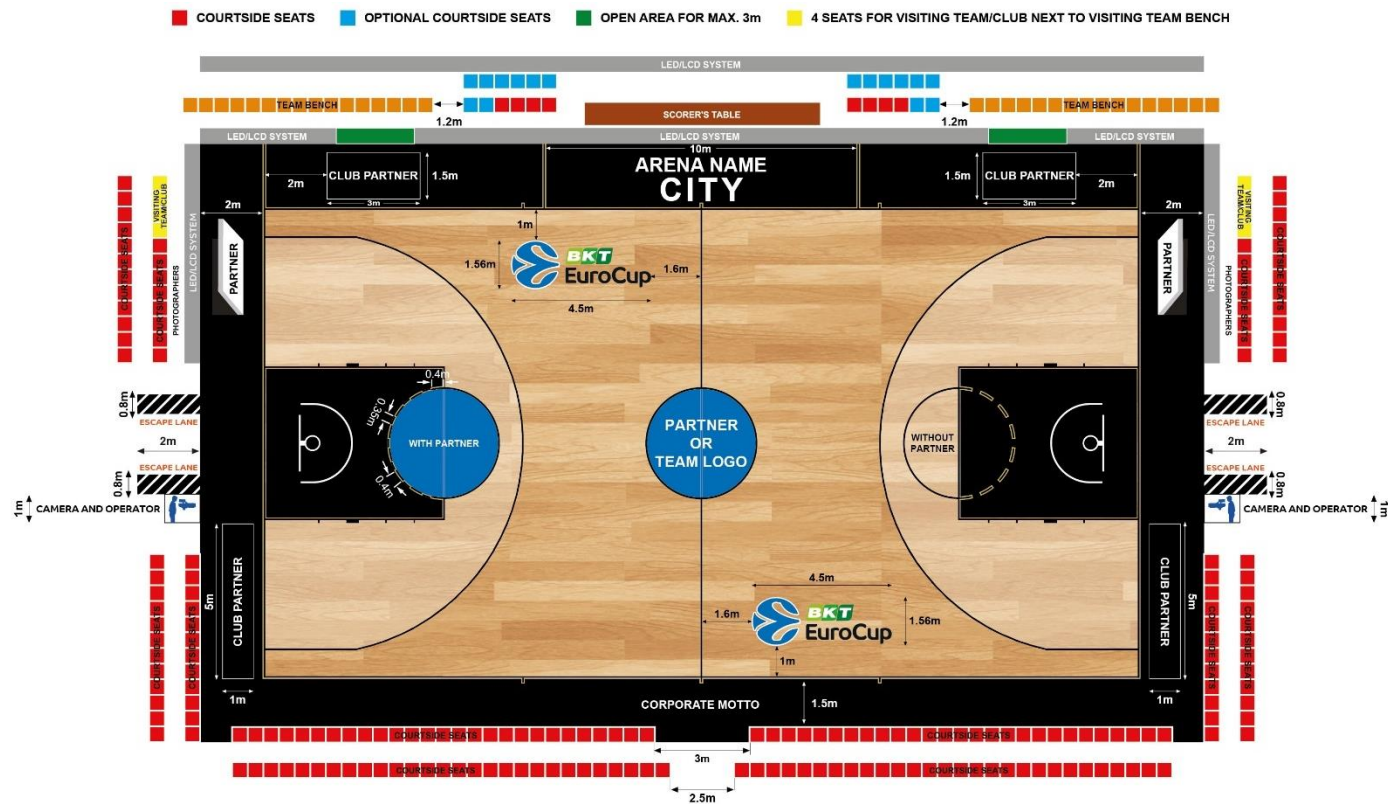 COURTSIDE SEATS
OPTIONAL COURTSIDE SEATS
OPEN AREA FOR MAX. 3m
4 SEATS FOR VISITING TEAM/CLUB NEXT TO VISITING TEAM BENCH
LED/LCD SYSTEM
TEAM BENCH
1.2m
SCORER'S TABLE
1.2m
TEAM BENCH
LED/LCD SYSTEM
LED/LCD SYSTEM
LED/LCD SYSTEM
10m
ARENA NAME
CITY
2m
CLUB PARTNER
1.5m
3m
1.5m
CLUB PARTNER
2m
3m
COURTSIDE SEATS
VISITING
TEAM/CLUB
COURTSIDE SEATS
PHOTOGRAPHERS
LED/LCD SYSTEM
2m
PARTNER
1m
1.56m
BKT
EuroCup
1.6m
4.5m
2m
PARTNER
LED/LCD SYSTEM
PHOTOGRAPHERS
VISITING
TEAM/CLUB
COURTSIDE SEATS
COURTSIDE SEATS
0.8m
ESCAPE LANE
2m
ESCAPE LANE
0.8m
1m
CAMERA AND OPERATOR
0.4m
0.35m
0.4m
WITH PARTNER
PARTNER
OR
TEAM LOGO
WITHOUT
PARTNER
0.8m
ESCAPE LANE
2m
ESCAPE LANE
0.8m
CAMERA AND OPERATOR
1m
COURTSIDE SEATS
COURTSIDE SEATS
5m
CLUB PARTNER
1m
4.5m
1.6m
BKT
EuroCup
1.56m
1m
CLUB PARTNER
5m
1m
COURTSIDE SEATS
COURTSIDE SEATS
CORPORATE MOTTO
1.5m
COURTSIDE SEATS
COURTSIDE SEATS
3m
COURTSIDE SEATS
COURTSIDE SEATS
2.5m